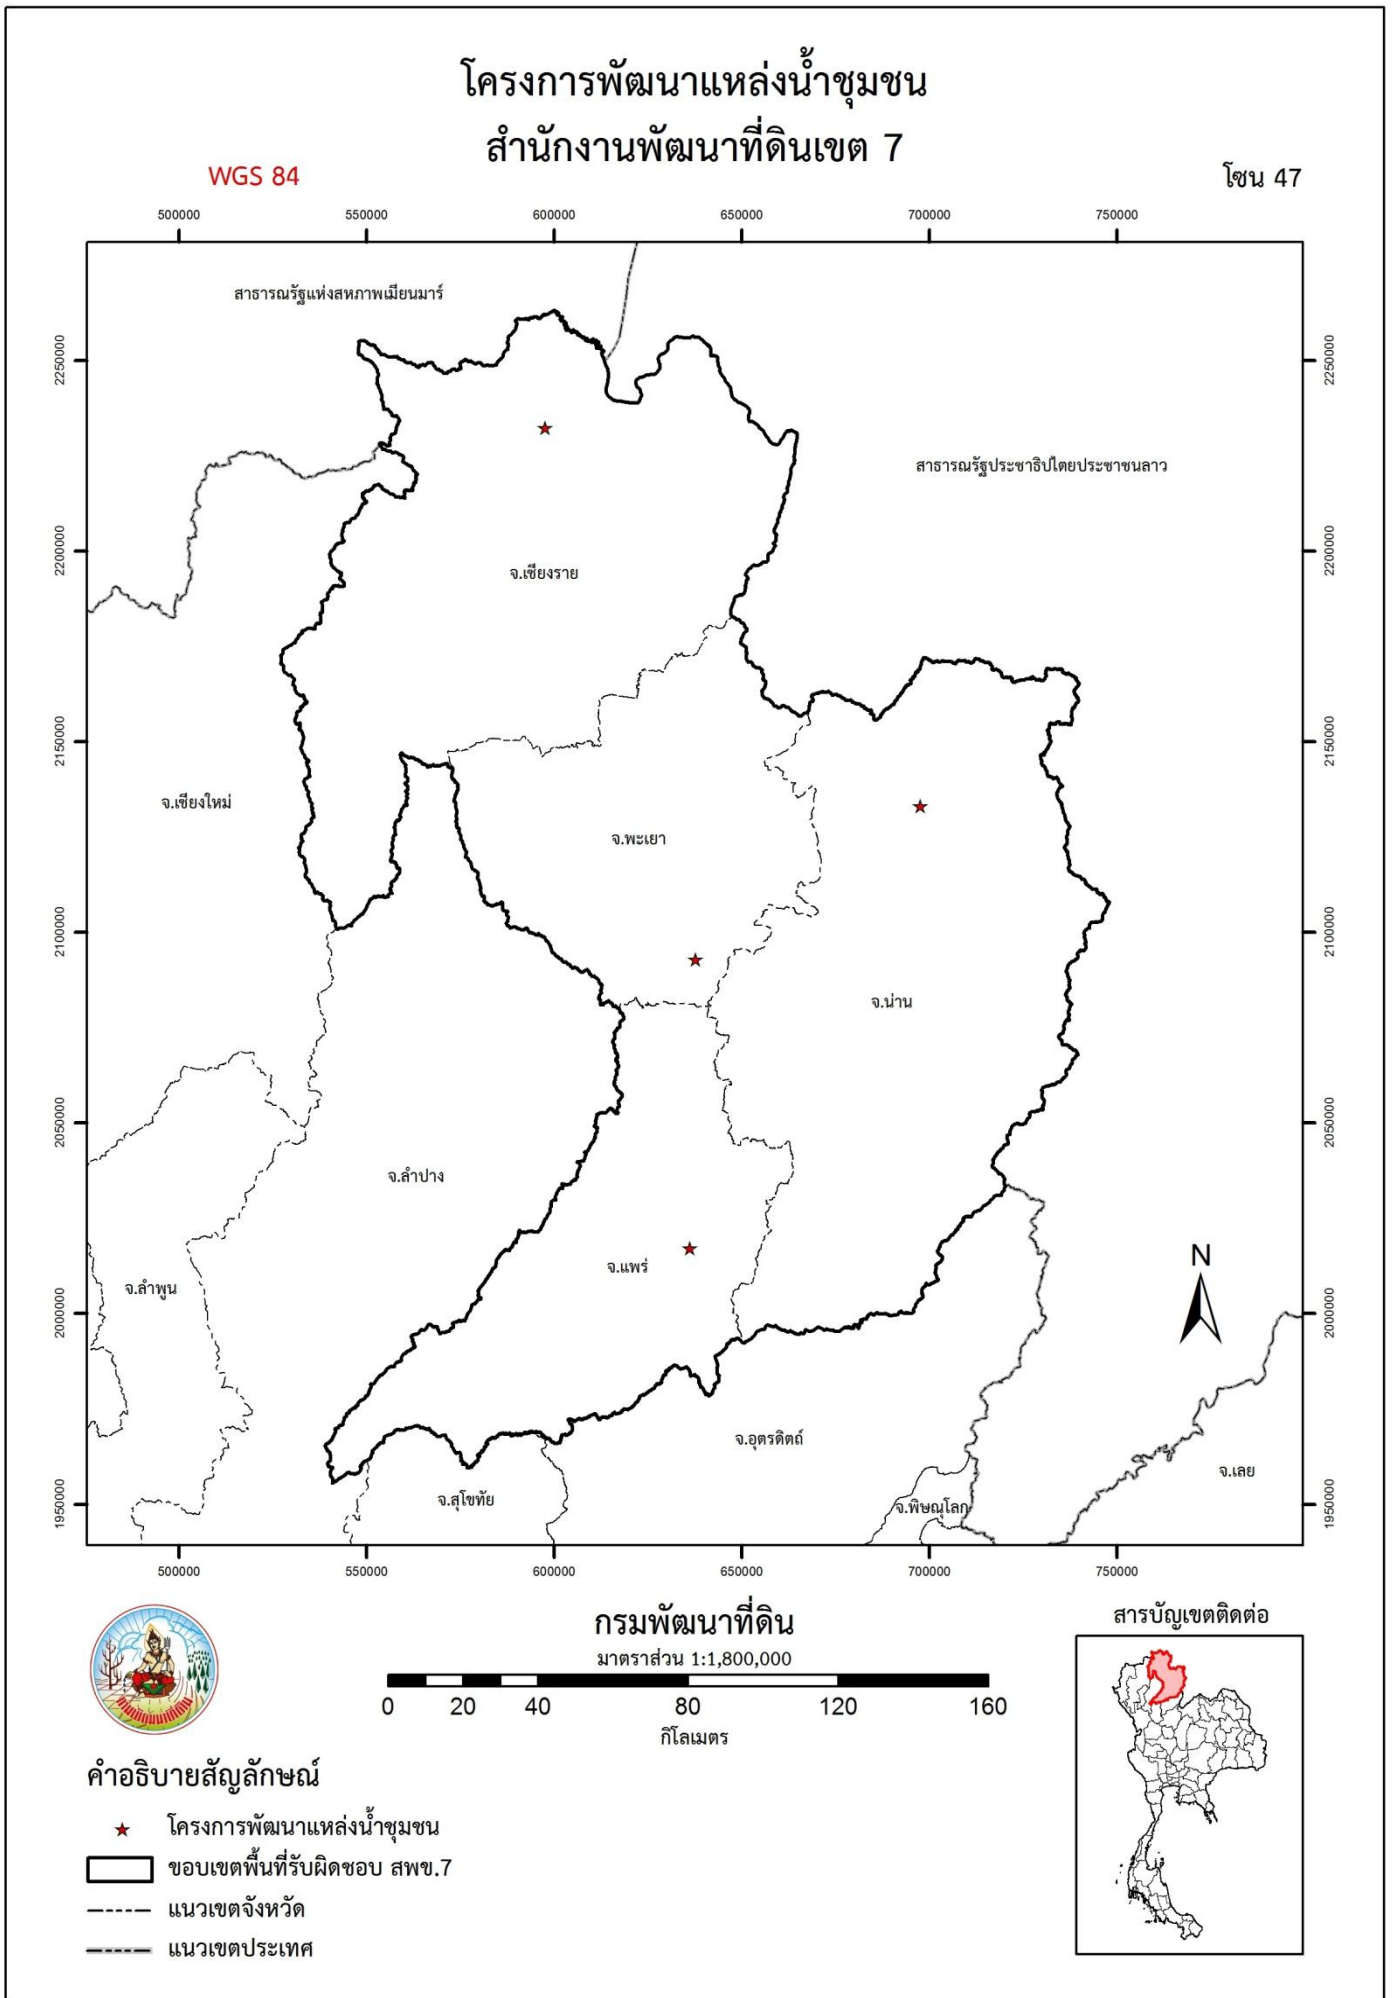 โครงการพัฒนาแหล่งน้ำชุมชน
สำนักงานพัฒนาที่ดินเขต 7
WGS 84
โซน 47
500000 550000 600000 650000 700000 750000
สาธารณรัฐแห่งสหภาพเมียนมาร์
2250000 2250000
สาธารณรัฐประชาธิปไตยประชาชนลาว
2200000 2200000
จ.เชียงราย
2150000 2150000
จ.เชียงใหม่
จ.พะเยา
2100000 2100000
จ.น่าน
2050000 2050000
จ.ลำปาง
N
จ.แพร่
จ.ลำพูน
2000000 2000000
จ.อุตรดิตถ์
จ.เลย
จ.สุโขทัย
จ.พิษณุโลก
1950000 1950000
500000 550000 600000 650000 700000 750000
กรมพัฒนาที่ดิน
มาตราส่วน 1:1,800,000
0 20 40 80 120 160
กิโลเมตร
สารบัญเขตติดต่อ
คำอธิบายสัญลักษณ์
โครงการพัฒนาแหล่งน้ำชุมชน
ขอบเขตพื้นที่รับผิดชอบ สพข.7
แนวเขตจังหวัด
แนวเขตประเทศ